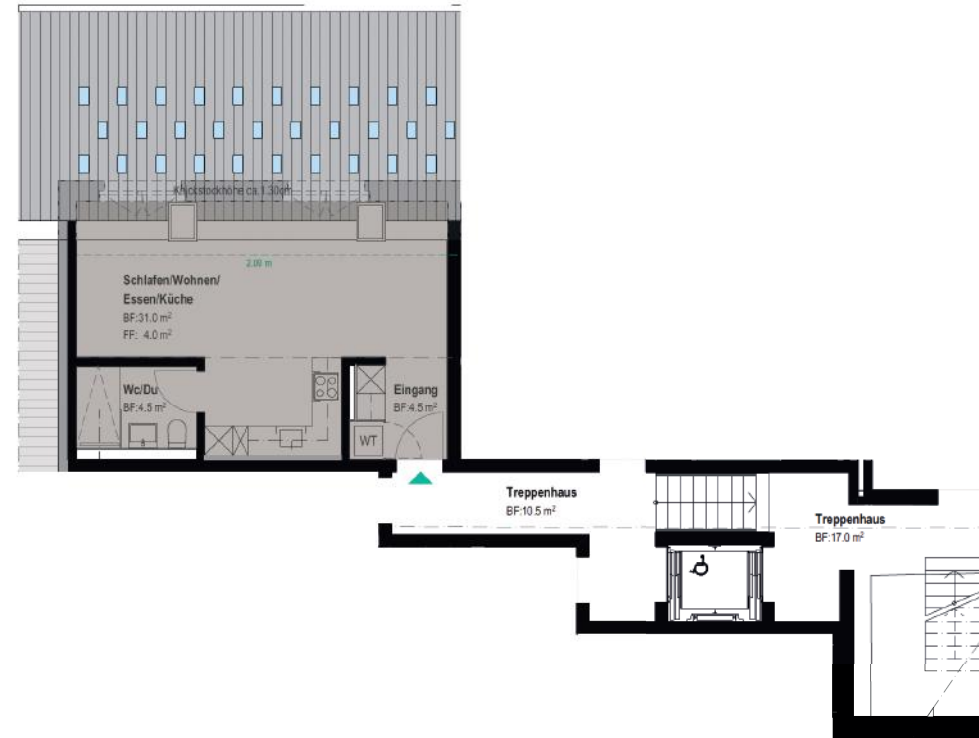 Knickstockhöhe ca.1.30cm
2.00 m
Schlafen/Wohnen/
Essen/Küche
BF:31.0 m²
FF: 4.0 m²
Wc/Du
BF:4.5 m²
Eingang
BF:4.5 m²
WT
Treppenhaus
BF:10.5 m²
Treppenhaus
BF:17.0 m²